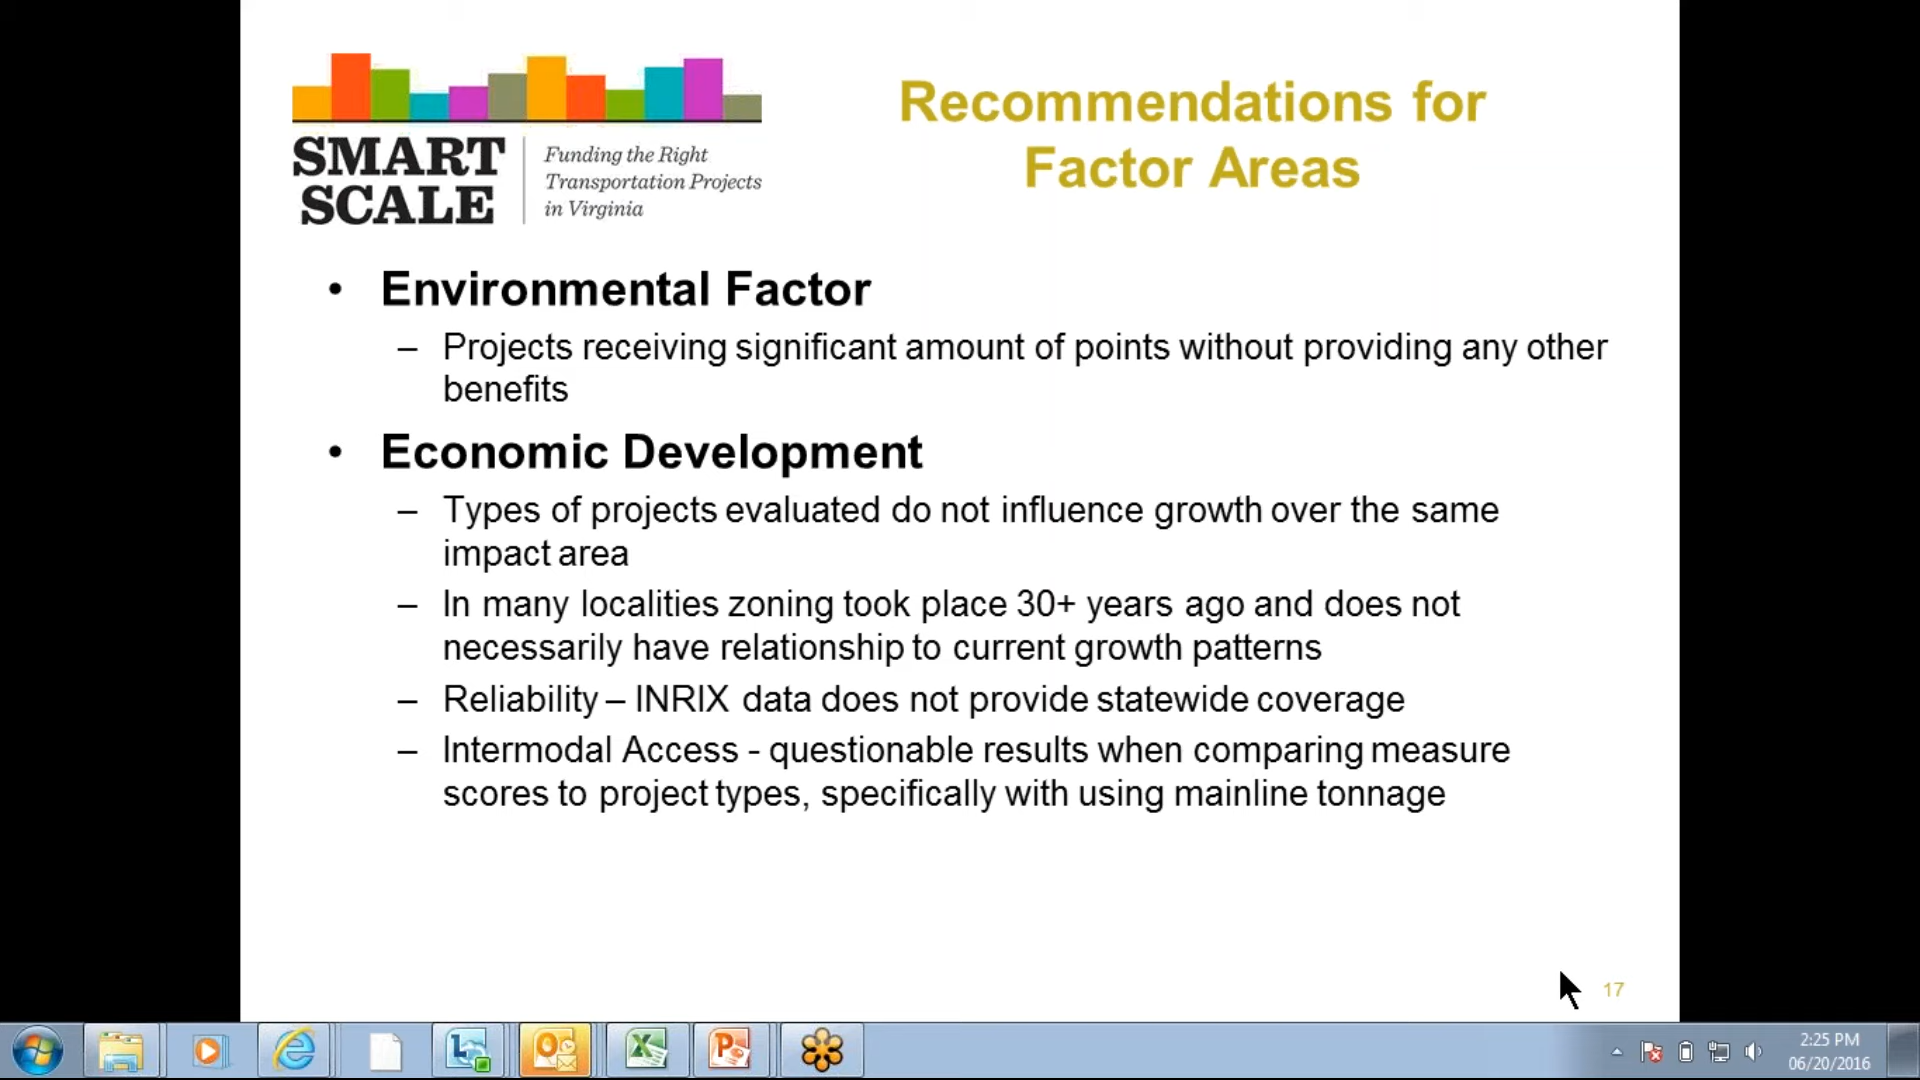 Recommendations for
Factor Areas
SMART
SCALE
Funding the Right
Transportation Projects
in Virginia
• Environmental Factor
– Projects receiving significant amount of points without providing any other
benefits
• Economic Development
– Types of projects evaluated do not influence growth over the same
impact area
– In many localities zoning took place 30+ years ago and does not
necessarily have relationship to current growth patterns
– Reliability – INRIX data does not provide statewide coverage
– Intermodal Access - questionable results when comparing measure
scores to project types, specifically with using mainline tonnage
17
2:25 PM
06/20/2016